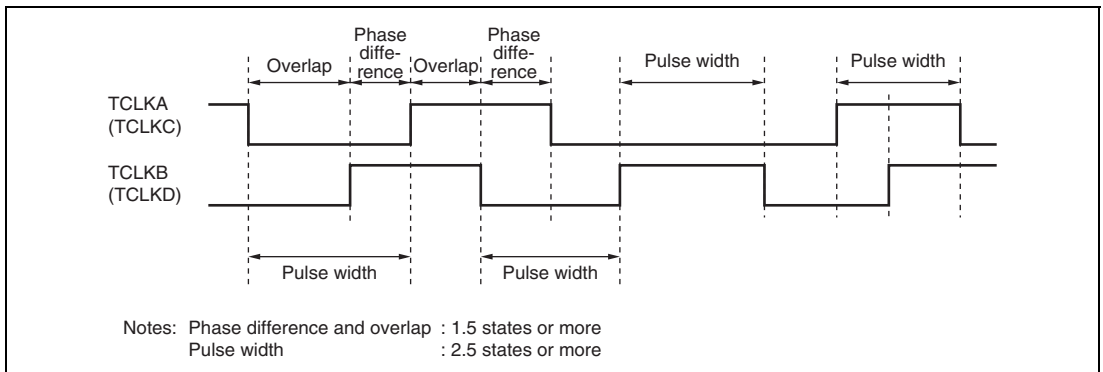 Phase
diffe-
rence
Phase
diffe-
rence
Overlap
Overlap
Pulse width
Pulse width
TCLKA
(TCLKC)
TCLKB
(TCLKD)
Pulse width
Pulse width
Notes: Phase difference and overlap : 1.5 states or more
Pulse width : 2.5 states or more